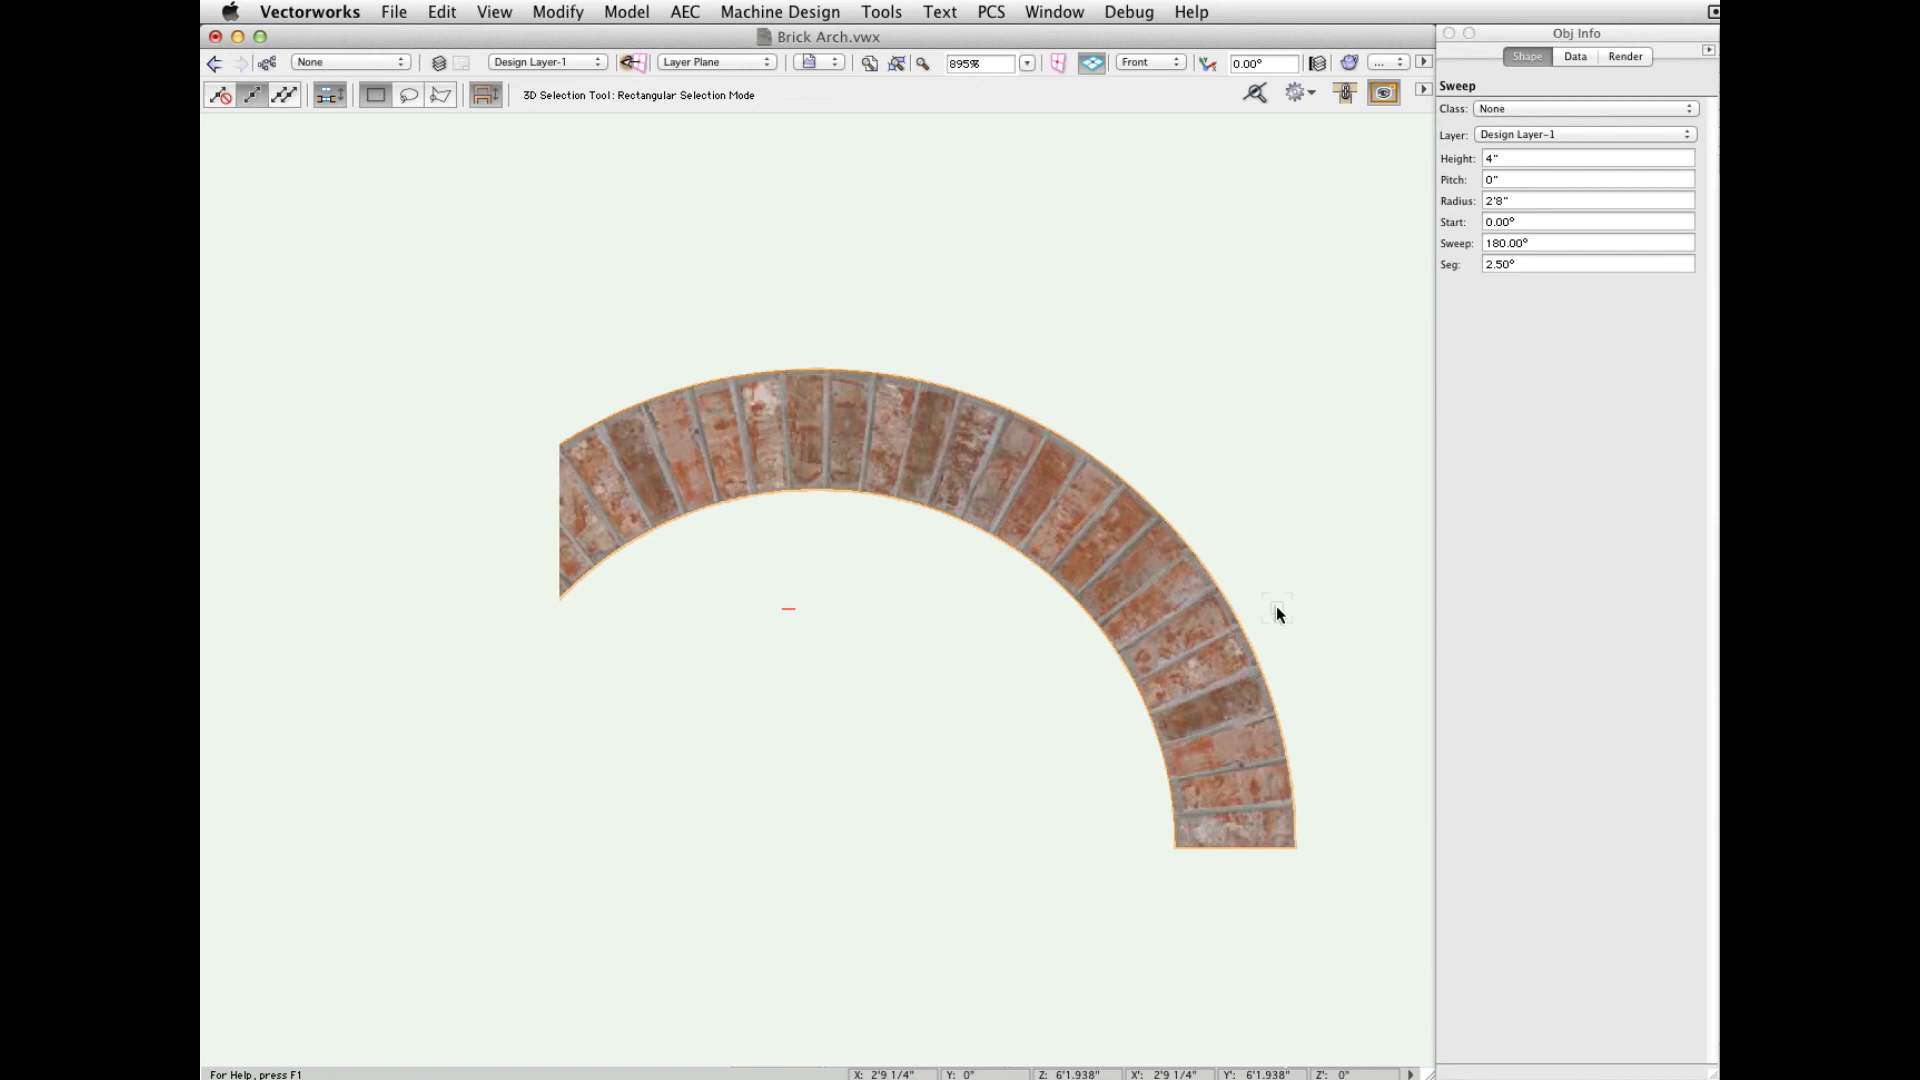 Vectorworks File Edit View Modify Model AEC Machine Design Tools Text PCS Window Debug Help
Brick Arch.vwx
None Design Layer-1 Layer Plane 895% Front 0.00° ...
3D Selection Tool: Rectangular Selection Mode
Obj Info
Shape Data Render
Sweep
Class: None
Layer: Design Layer-1
Height: 4"
Pitch: 0"
Radius: 2'8"
Start: 0.00°
Sweep: 180.00°
Seg: 2.50°
For Help, press F1 X: 2'9 1/4" Y: 0" Z: 6'1.938" X': 2'9 1/4" Y': 6'1.938" Z': 0"